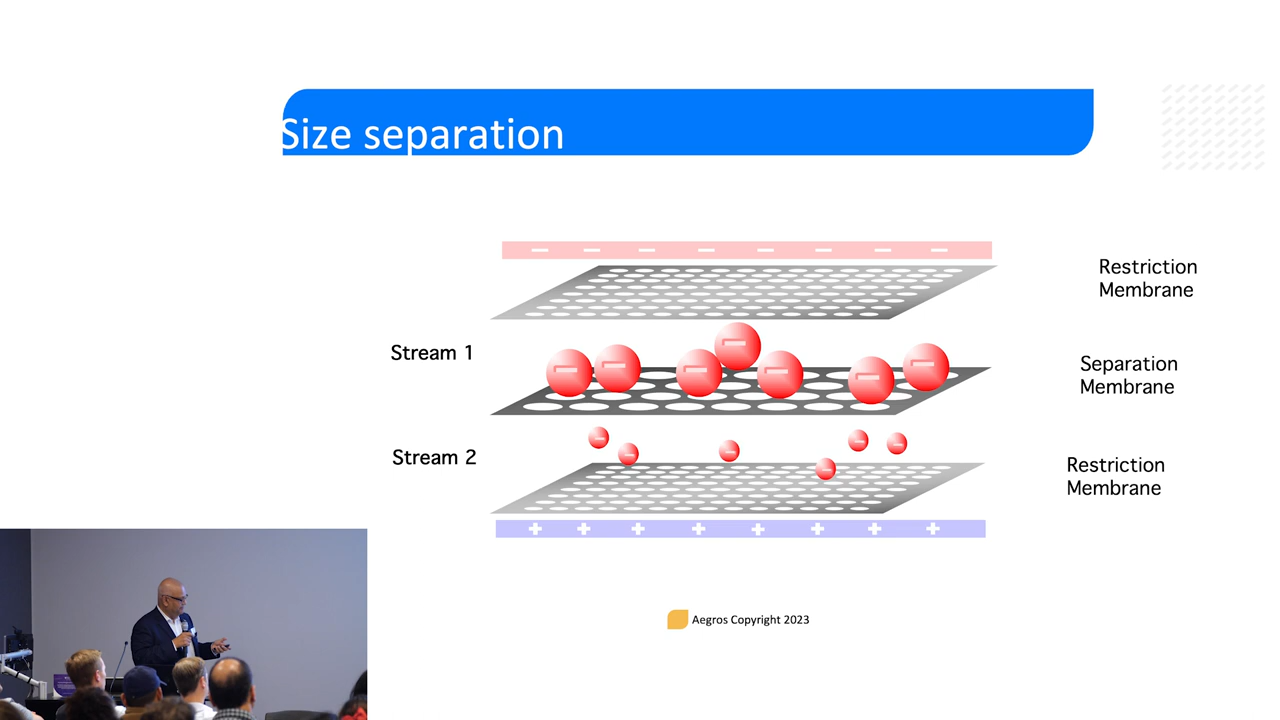 Size separation
Restriction
Membrane
Stream 1
Separation
Membrane
Stream 2
Restriction
Membrane
Aegros Copyright 2023